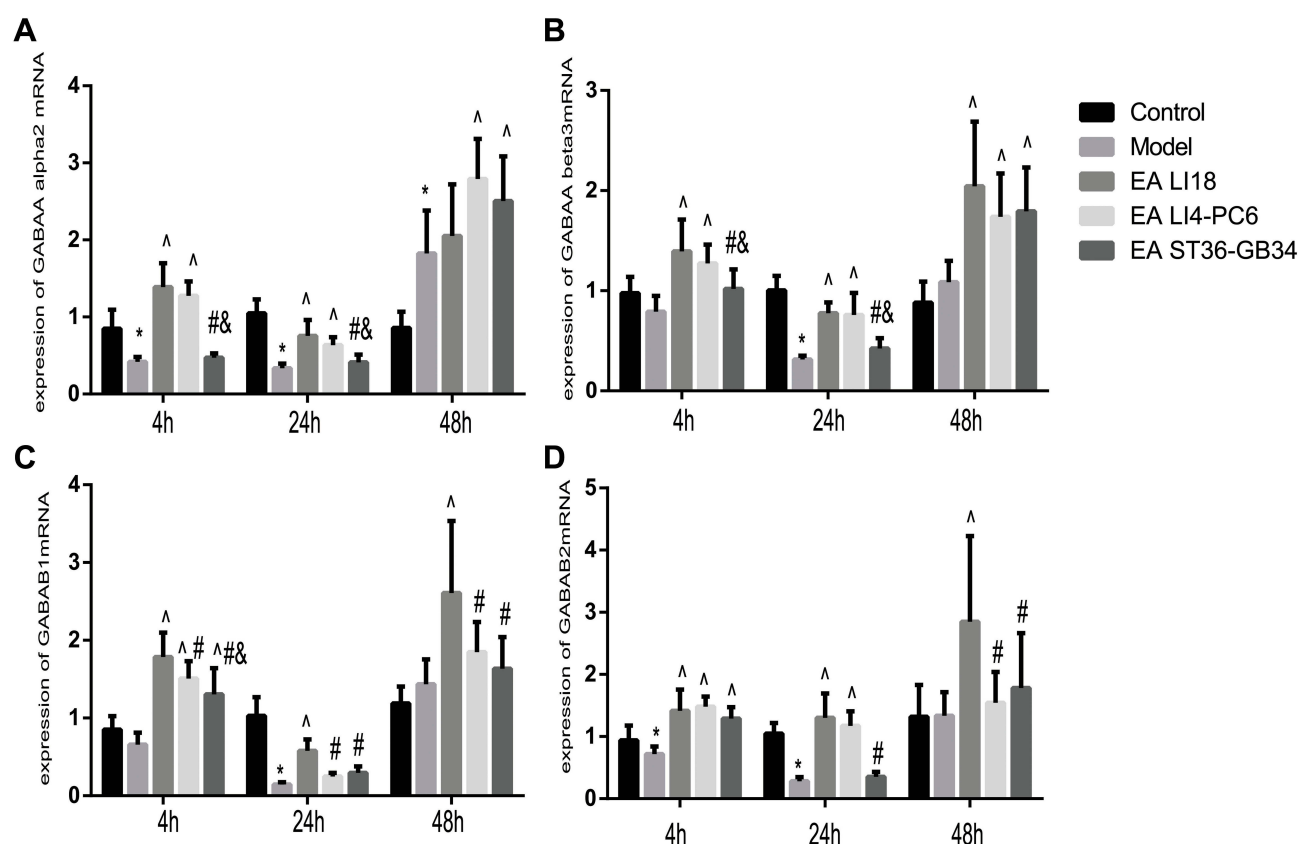 A
expression of GABAA alpha2 mRNA
4
3
2
1
0
* ^ ^ #&
* ^ ^ #&
* ^ ^
4h 24h 48h
B
expression of GABAA beta3mRNA
3
2
1
0
^ ^ #&
* ^ ^ #&
^ ^ ^
4h 24h 48h
Control
Model
EA LI18
EA LI4-PC6
EA ST36-GB34
C
expression of GABAB1mRNA
4
3
2
1
0
^ ^# ^#&
* ^ # #
^ # #
4h 24h 48h
D
expression of GABAB2mRNA
5
4
3
2
1
0
* ^ ^ ^
* ^ ^ #
^ # #
4h 24h 48h